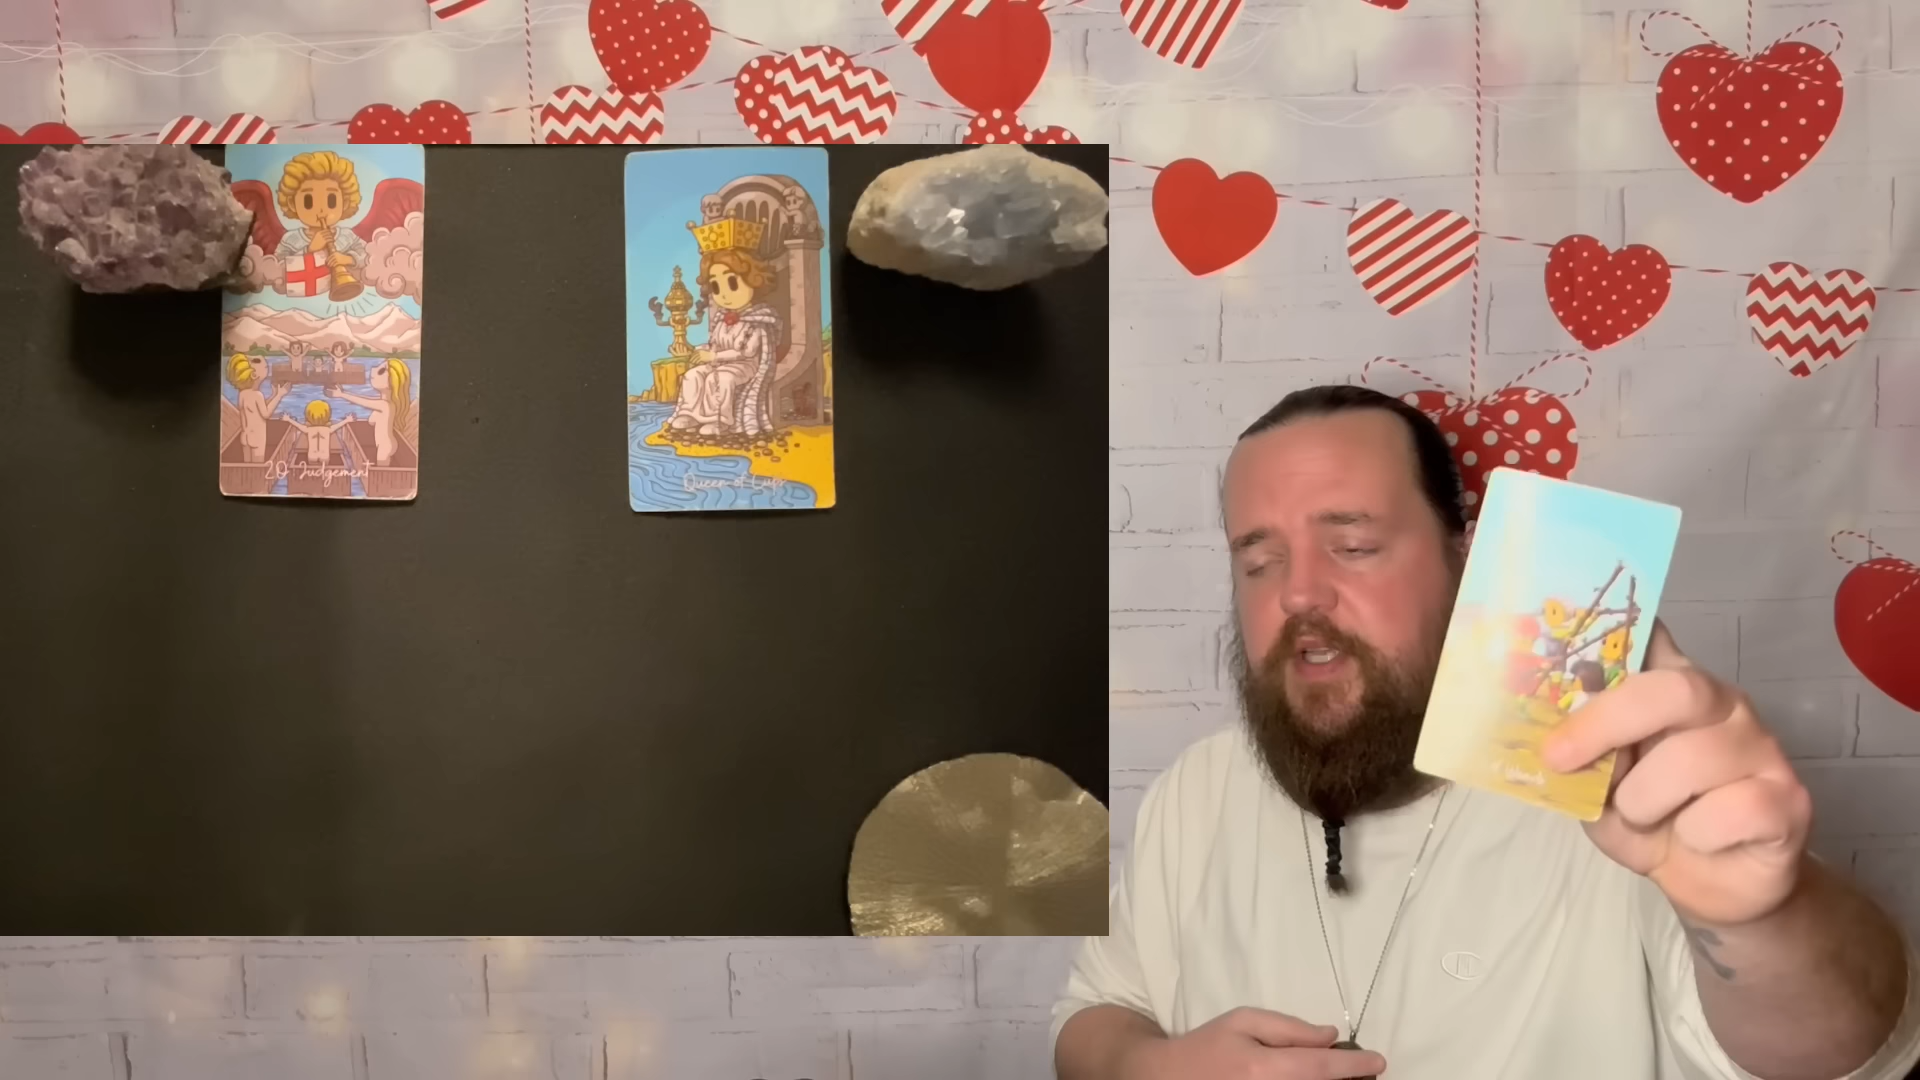 20 Judgement
Queen of Cups
of Wands